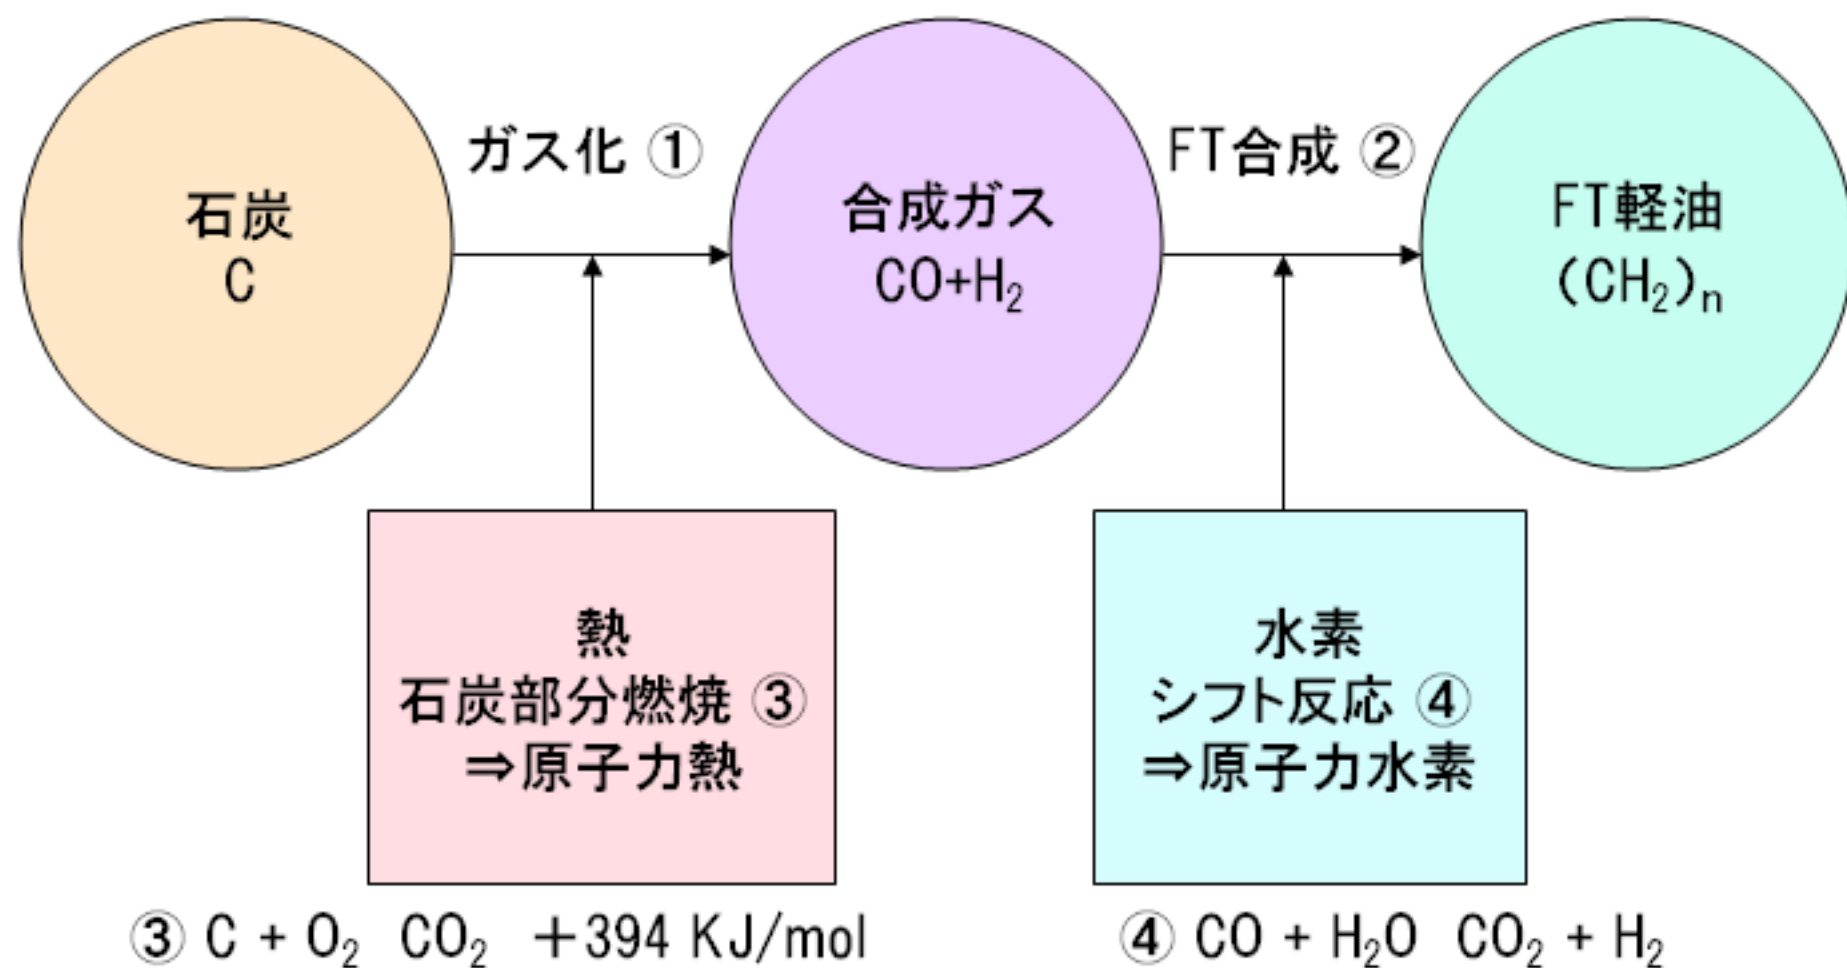 ガス化 ①
FT合成 ②
石炭
C
合成ガス
CO+H₂
FT軽油
(CH₂)ₙ
熱
石炭部分燃焼 ③
⇒原子力熱
水素
シフト反応 ④
⇒原子力水素
③ C + O₂ CO₂ +394 KJ/mol
④ CO + H₂O CO₂ + H₂